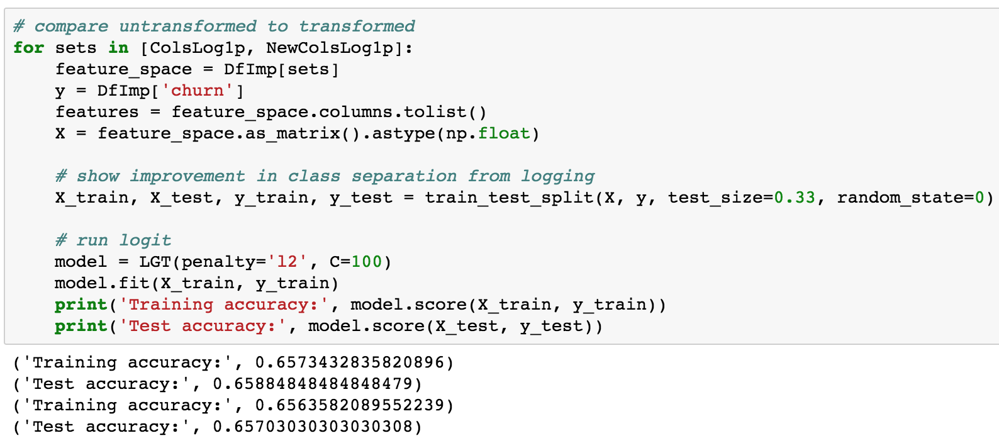 # compare untransformed to transformed
for sets in [ColsLog1p, NewColsLog1p]:
    feature_space = DfImp[sets]
    y = DfImp['churn']
    features = feature_space.columns.tolist()
    X = feature_space.as_matrix().astype(np.float)

    # show improvement in class separation from logging
    X_train, X_test, y_train, y_test = train_test_split(X, y, test_size=0.33, random_state=0)

    # run logit
    model = LGT(penalty='l2', C=100)
    model.fit(X_train, y_train)
    print('Training accuracy:', model.score(X_train, y_train))
    print('Test accuracy:', model.score(X_test, y_test))
('Training accuracy:', 0.6573432835820896)
('Test accuracy:', 0.65884848484848479)
('Training accuracy:', 0.6563582089552239)
('Test accuracy:', 0.65703030303030308)